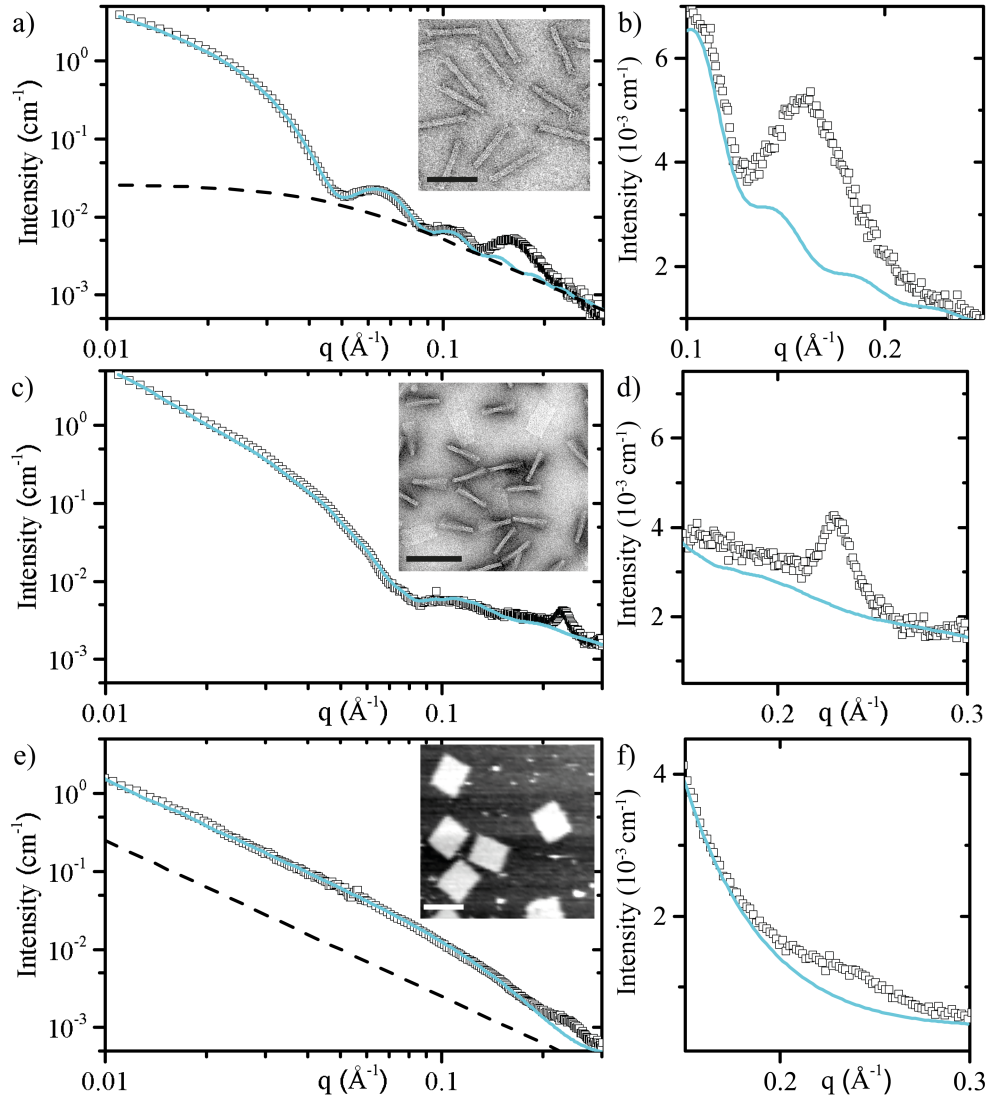 a)
Intensity (cm⁻¹)
10⁰
10⁻¹
10⁻²
10⁻³
0.01
q (Å⁻¹)
0.1
b)
Intensity (10⁻³ cm⁻¹)
6
4
2
0.1
q (Å⁻¹)
0.2
c)
Intensity (cm⁻¹)
10⁰
10⁻¹
10⁻²
10⁻³
0.01
q (Å⁻¹)
0.1
d)
Intensity (10⁻³ cm⁻¹)
6
4
2
0.2
q (Å⁻¹)
0.3
e)
Intensity (cm⁻¹)
10⁰
10⁻¹
10⁻²
10⁻³
0.01
q (Å⁻¹)
0.1
f)
Intensity (10⁻³ cm⁻¹)
4
2
0.2
q (Å⁻¹)
0.3